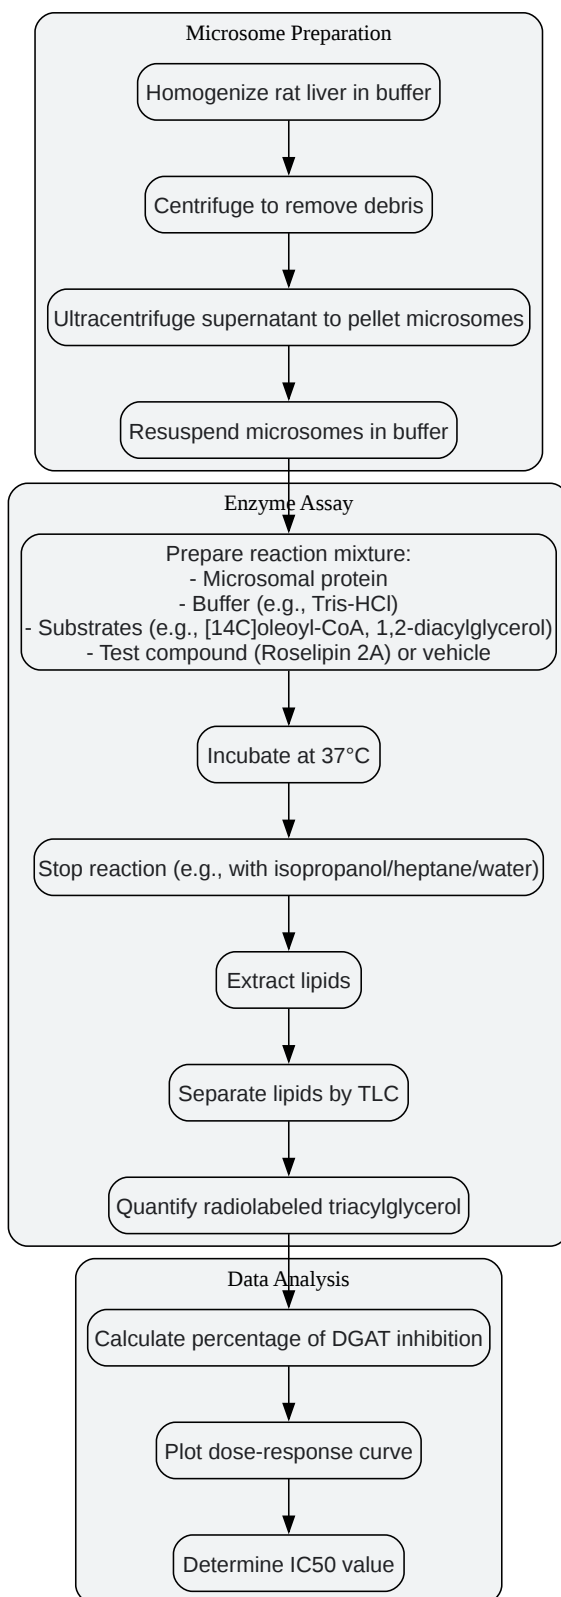 Microsome Preparation
Homogenize rat liver in buffer
Centrifuge to remove debris
Ultracentrifuge supernatant to pellet microsomes
Resuspend microsomes in buffer
Enzyme Assay
Prepare reaction mixture:
- Microsomal protein
- Buffer (e.g., Tris-HCl)
- Substrates (e.g., [14C]oleoyl-CoA, 1,2-diacylglycerol)
- Test compound (Roselipin 2A) or vehicle
Incubate at 37°C
Stop reaction (e.g., with isopropanol/heptane/water)
Extract lipids
Separate lipids by TLC
Quantify radiolabeled triacylglycerol
Data Analysis
Calculate percentage of DGAT inhibition
Plot dose-response curve
Determine IC50 value